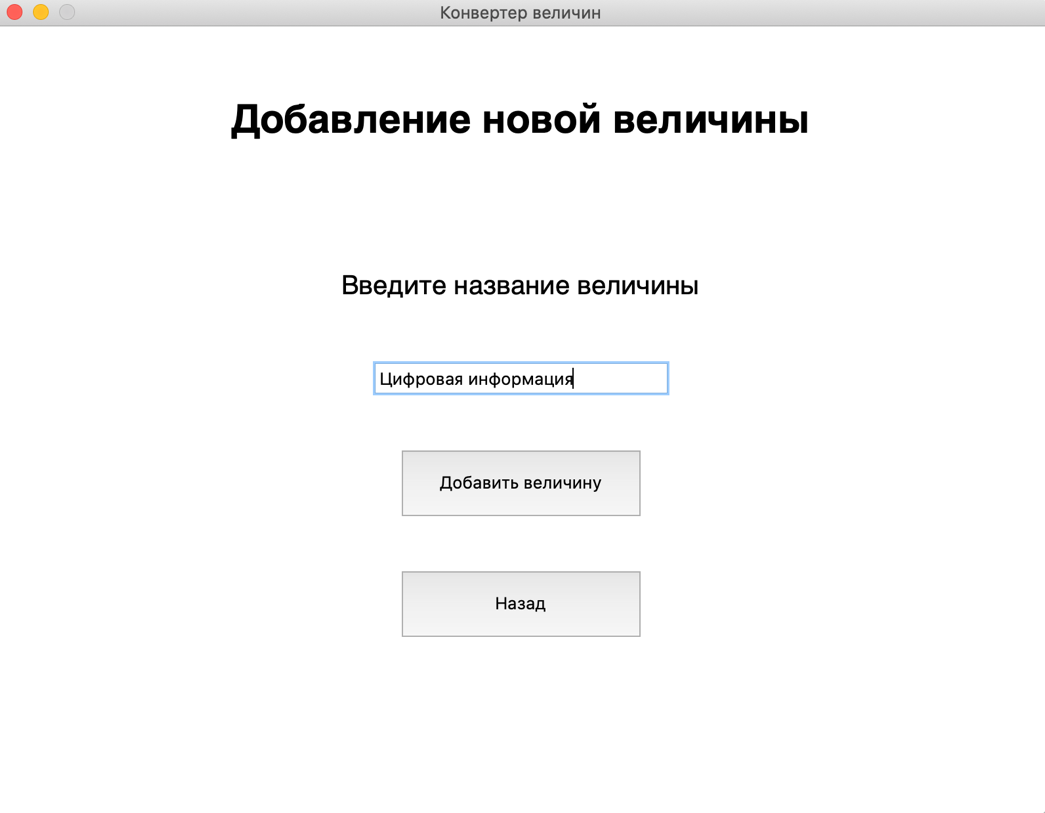 Конвертер величин
Добавление новой величины
Введите название величины
Цифровая информация
Добавить величину
Назад